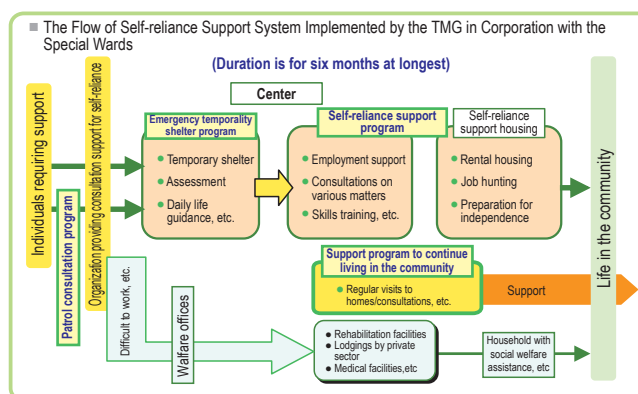 ■ The Flow of Self-reliance Support System Implemented by the TMG in Corporation with the
Special Wards
(Duration is for six months at longest)
Center
Individuals requiring support
Patrol consultation program
Organization providing consultation support for self-reliance
Emergency temporality
shelter program
● Temporary shelter
● Assessment
● Daily life
guidance, etc.
Self-reliance support
program
● Employment support
● Consultations on
various matters
● Skills training, etc.
Self-reliance
support housing
● Rental housing
● Job hunting
● Preparation for
independence
Support program to continue
living in the community
● Regular visits to
homes/consultations, etc.
Support
Life in the community
Difficult to work, etc.
Walfare offices
● Rehabilitation facilities
● Lodgings by private
sector
● Medical facilities,etc
Household with
social welfare
assistance, etc